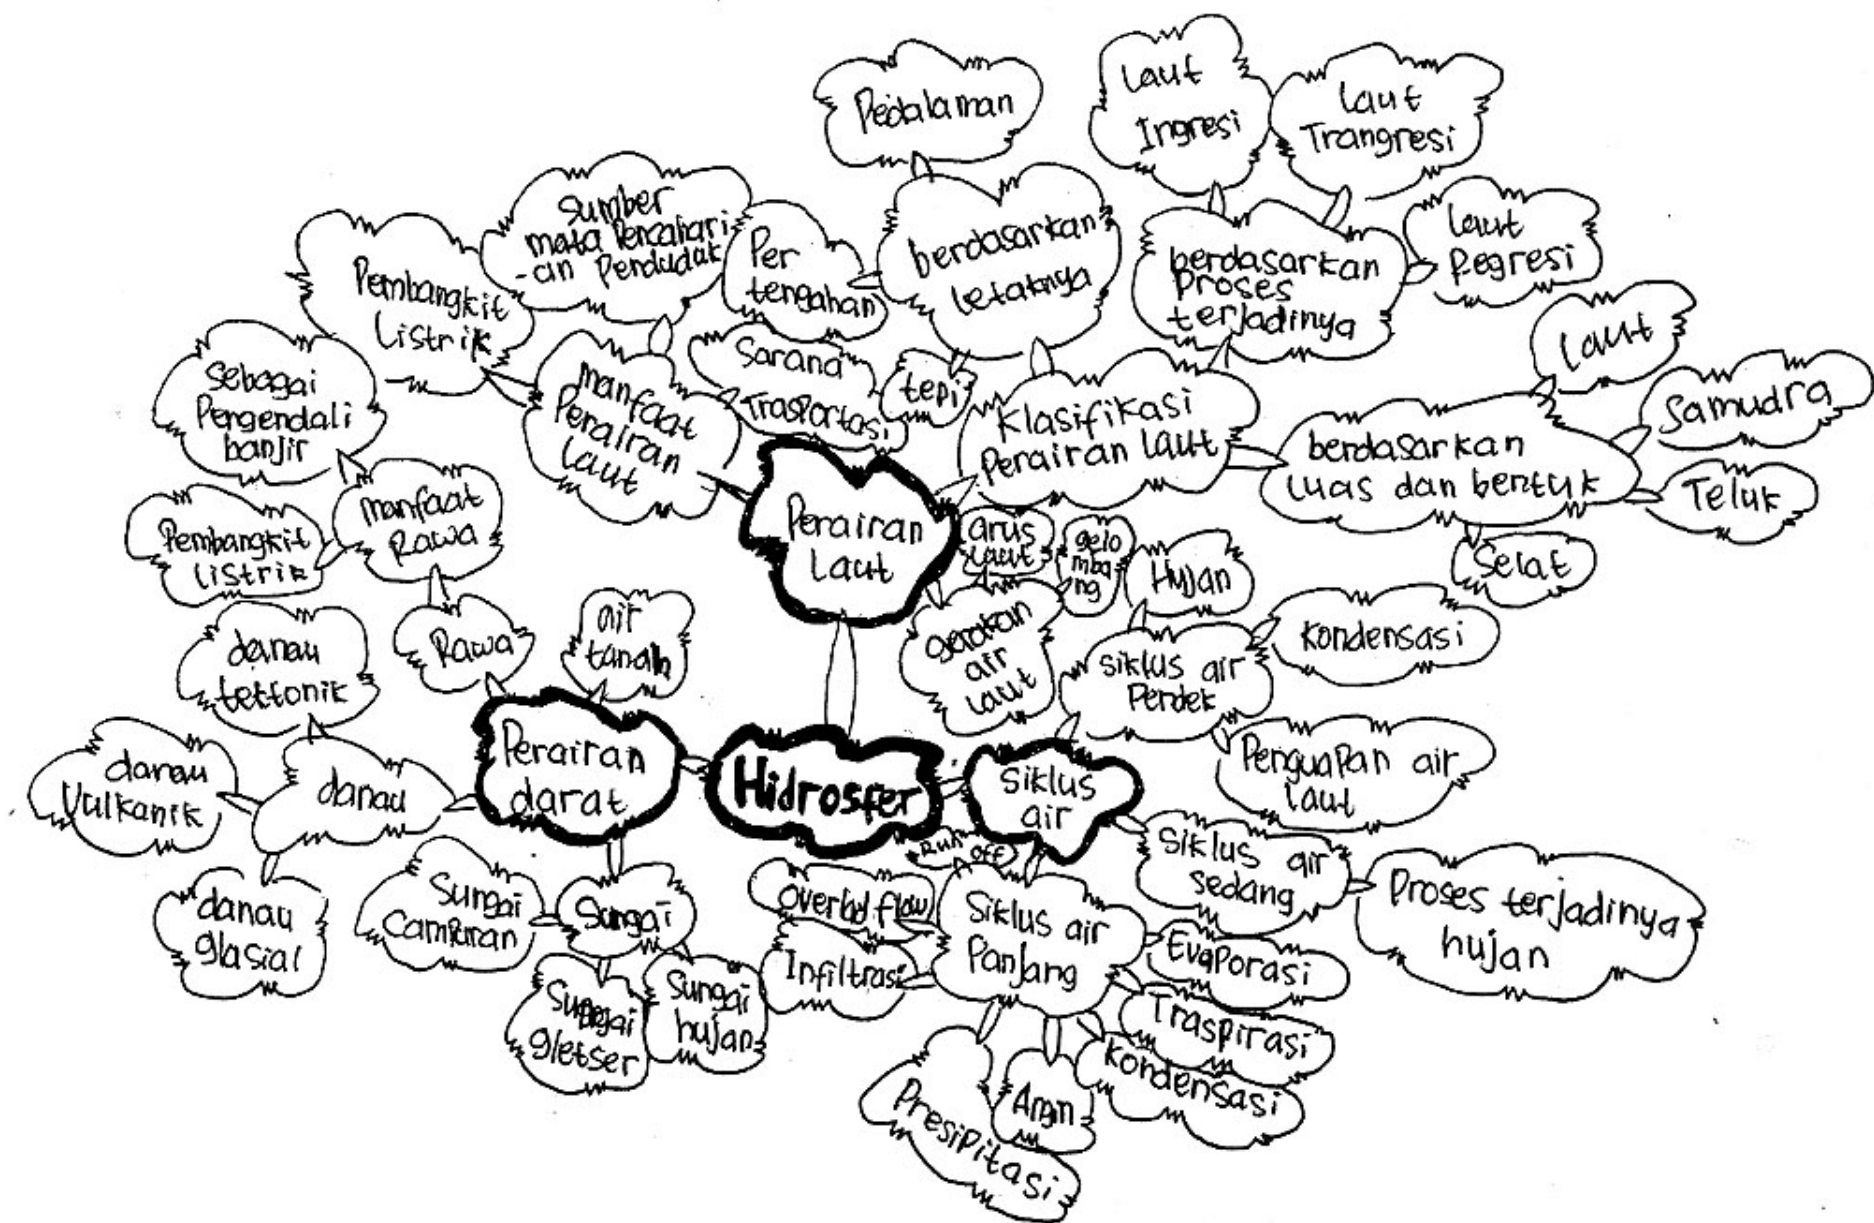 Laut
Ingresi
Laut
Trangresi
Pedalaman
Sumber
mata Pencahari
-an Penduduk
Per
tengahan
berdasarkan
letaknya
berdasarkan
Proses
terjadinya
Laut
Regresi
Pembangkit
Listrik
Laut
Sarana
Trasportasi
tepi
Samudra
Sebagai
Pengendali
banjir
manfaat
Perairan
Laut
Klasifikasi
Perairan Laut
berdasarkan
Luas dan bentuk
Teluk
Selat
Pembangkit
Listrik
manfaat
Rawa
Perairan
Laut
arus
Laut
gelo
mba
ng
Hujan
Kondensasi
danau
tektonik
Rawa
air
tanah
gerakan
air
Laut
Siklus air
Pendek
Penguapan air
laut
danau
Vulkanik
danau
Perairan
darat
Hidrosfer
Siklus
air
Siklus air
sedang
Proses terjadinya
hujan
danau
glasial
Sungai
Campuran
Sungai
Run off
flow
Infiltrasi
Siklus air
Panjang
Evaporasi
Traspirasi
Kondensasi
Sungai
gletser
Sungai
hujan
Presipitasi
Angin